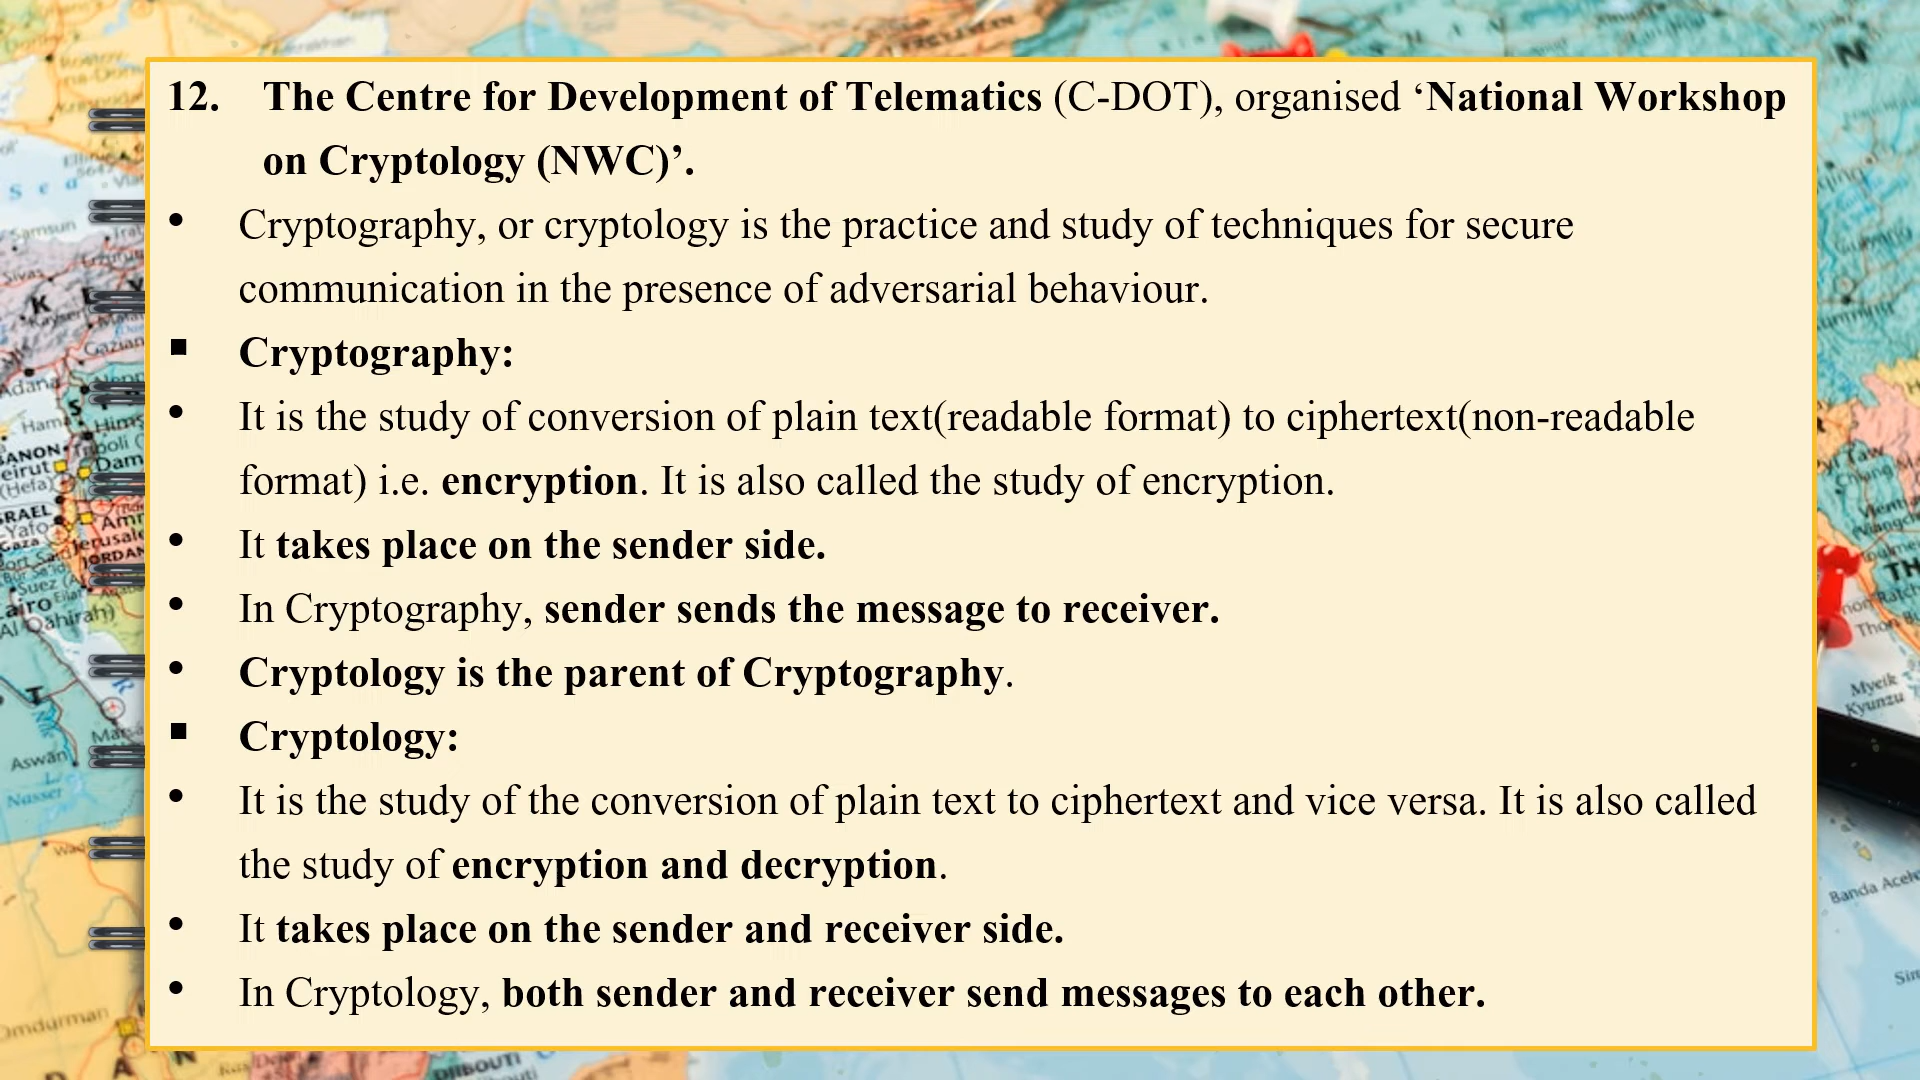 12. The Centre for Development of Telematics (C-DOT), organised ‘National Workshop
on Cryptology (NWC)’.
• Cryptography, or cryptology is the practice and study of techniques for secure
communication in the presence of adversarial behaviour.
▪ Cryptography:
• It is the study of conversion of plain text(readable format) to ciphertext(non-readable
format) i.e. encryption. It is also called the study of encryption.
• It takes place on the sender side.
• In Cryptography, sender sends the message to receiver.
• Cryptology is the parent of Cryptography.
▪ Cryptology:
• It is the study of the conversion of plain text to ciphertext and vice versa. It is also called
the study of encryption and decryption.
• It takes place on the sender and receiver side.
• In Cryptology, both sender and receiver send messages to each other.